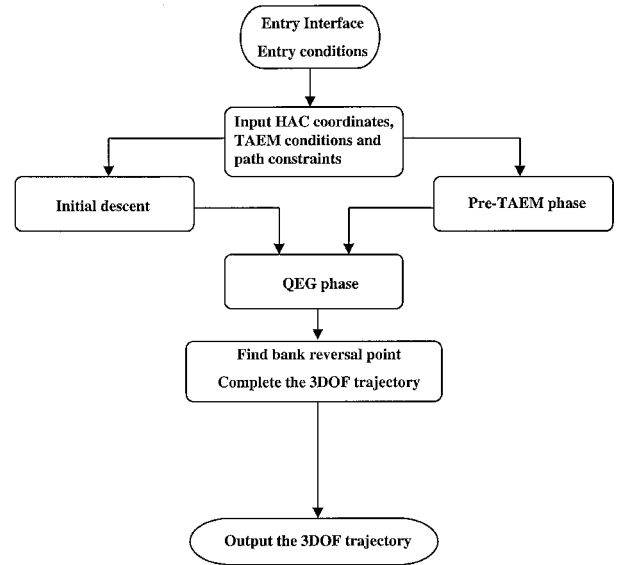 Entry Interface
Entry conditions
Input HAC coordinates,
TAEM conditions and
path constraints
Initial descent
Pre-TAEM phase
QEG phase
Find bank reversal point
Complete the 3DOF trajectory
Output the 3DOF trajectory